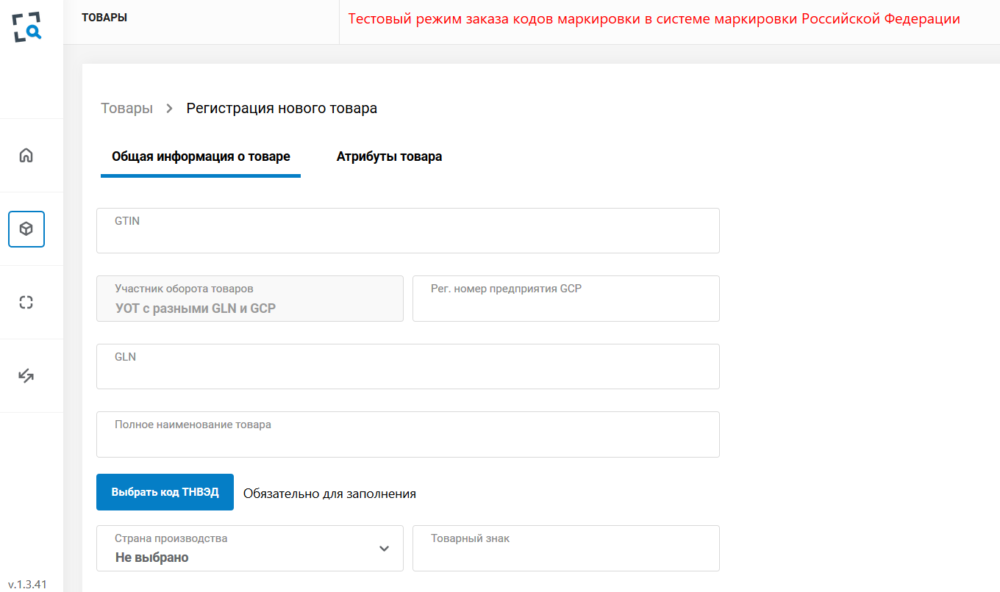 ТОВАРЫ
Тестовый режим заказа кодов маркировки в системе маркировки Российской Федерации
Товары > Регистрация нового товара
Общая информация о товаре
Атрибуты товара
GTIN
Участник оборота товаров
УОТ с разными GLN и GCP
Рег. номер предприятия GCP
GLN
Полное наименование товара
Выбрать код ТНВЭД
Обязательно для заполнения
Страна производства
Не выбрано
Товарный знак
v.1.3.41